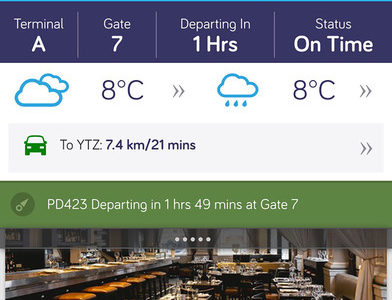 Terminal Gate Departing In Status
A 7 1 Hrs On Time
8°C » 8°C »
To YTZ: 7.4 km/21 mins »
PD423 Departing in 1 hrs 49 mins at Gate 7